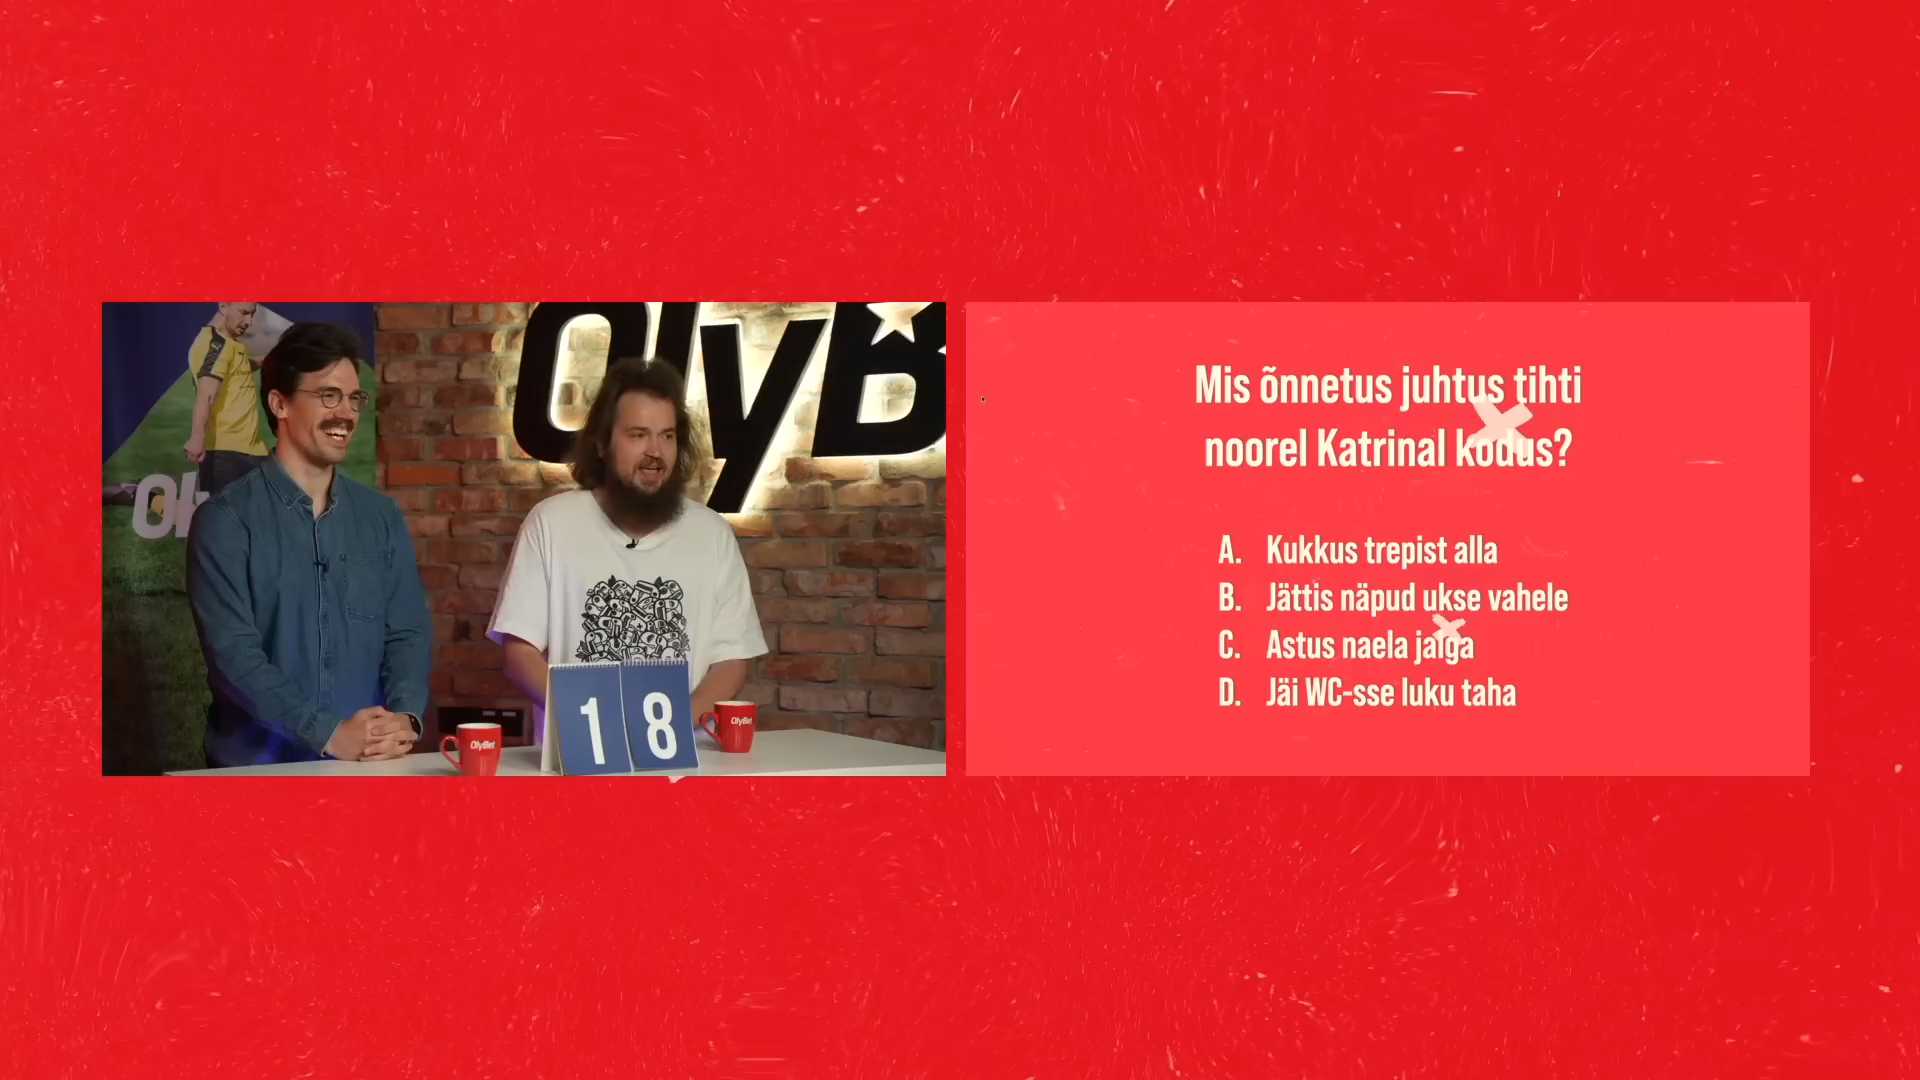 OlyB
Ol
OlyBet
1 8
OlyBet
Mis õnnetus juhtus tihti
noorel Katrinal kodus?
A. Kukkus trepist alla
B. Jättis näpud ukse vahele
C. Astus naela jalga
D. Jäi WC-sse luku taha